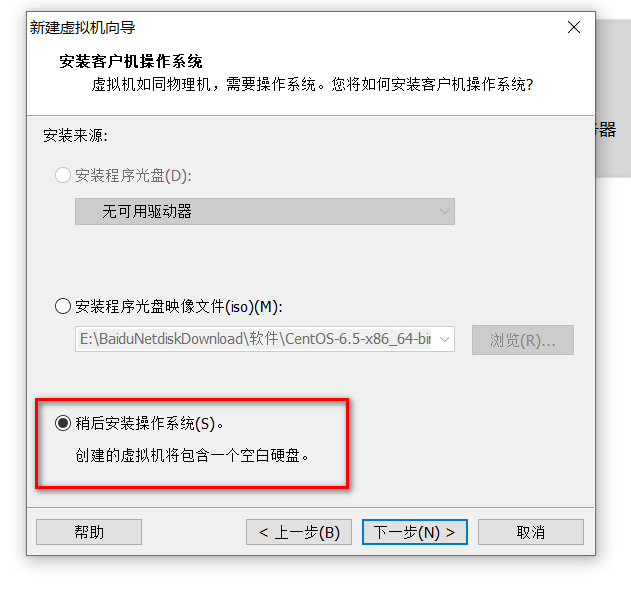 新建虚拟机向导
安装客户机操作系统
虚拟机如同物理机，需要操作系统。您将如何安装客户机操作系统?
安装来源:
安装程序光盘(D):
无可用驱动器
安装程序光盘映像文件(iso)(M):
E:\BaiduNetdiskDownload\软件\CentOS-6.5-x86_64-bin
浏览(R)...
稍后安装操作系统(S)。
创建的虚拟机将包含一个空白硬盘。
帮助
< 上一步(B)
下一步(N) >
取消
器